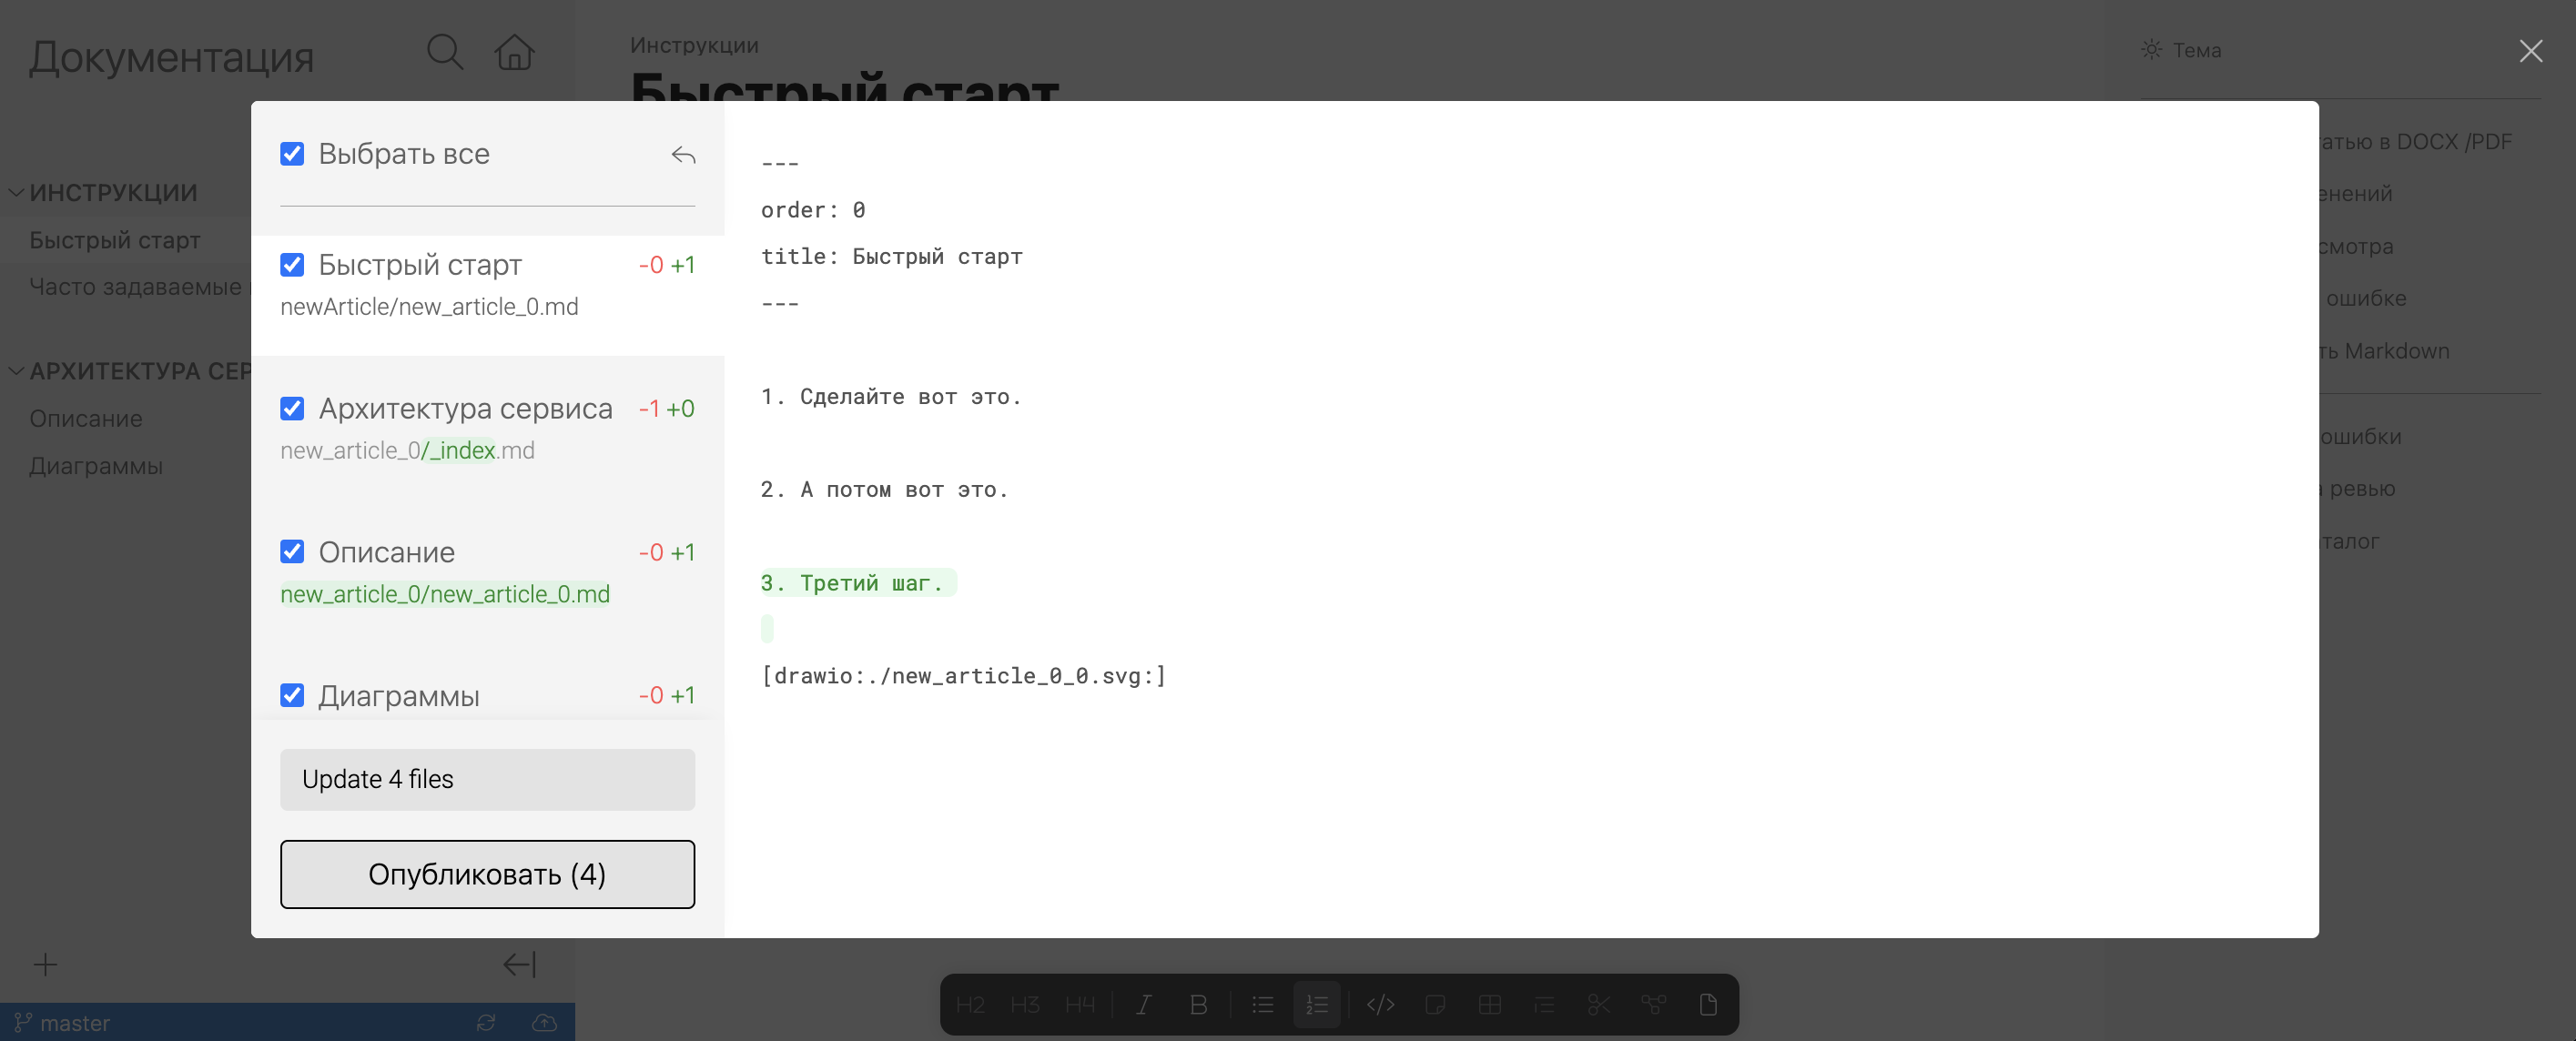 Документация
ИНСТРУКЦИИ
Быстрый старт
Часто задаваемые
АРХИТЕКТУРА СЕР
Описание
Диаграммы
master
Инструкции
Быстрый старт
Выбрать все
Быстрый старт -0 +1
newArticle/new_article_0.md
Архитектура сервиса -1 +0
new_article_0/_index.md
Описание -0 +1
new_article_0/new_article_0.md
Диаграммы -0 +1
Update 4 files
Опубликовать (4)
---
order: 0
title: Быстрый старт
---
1. Сделайте вот это.
2. А потом вот это.
3. Третий шаг.
[drawio:./new_article_0_0.svg:]
H2 H3 H4 I B </>
Тема
атью в DOCX /PDF
енений
смотра
ошибке
ть Markdown
ошибки
ревью
талог